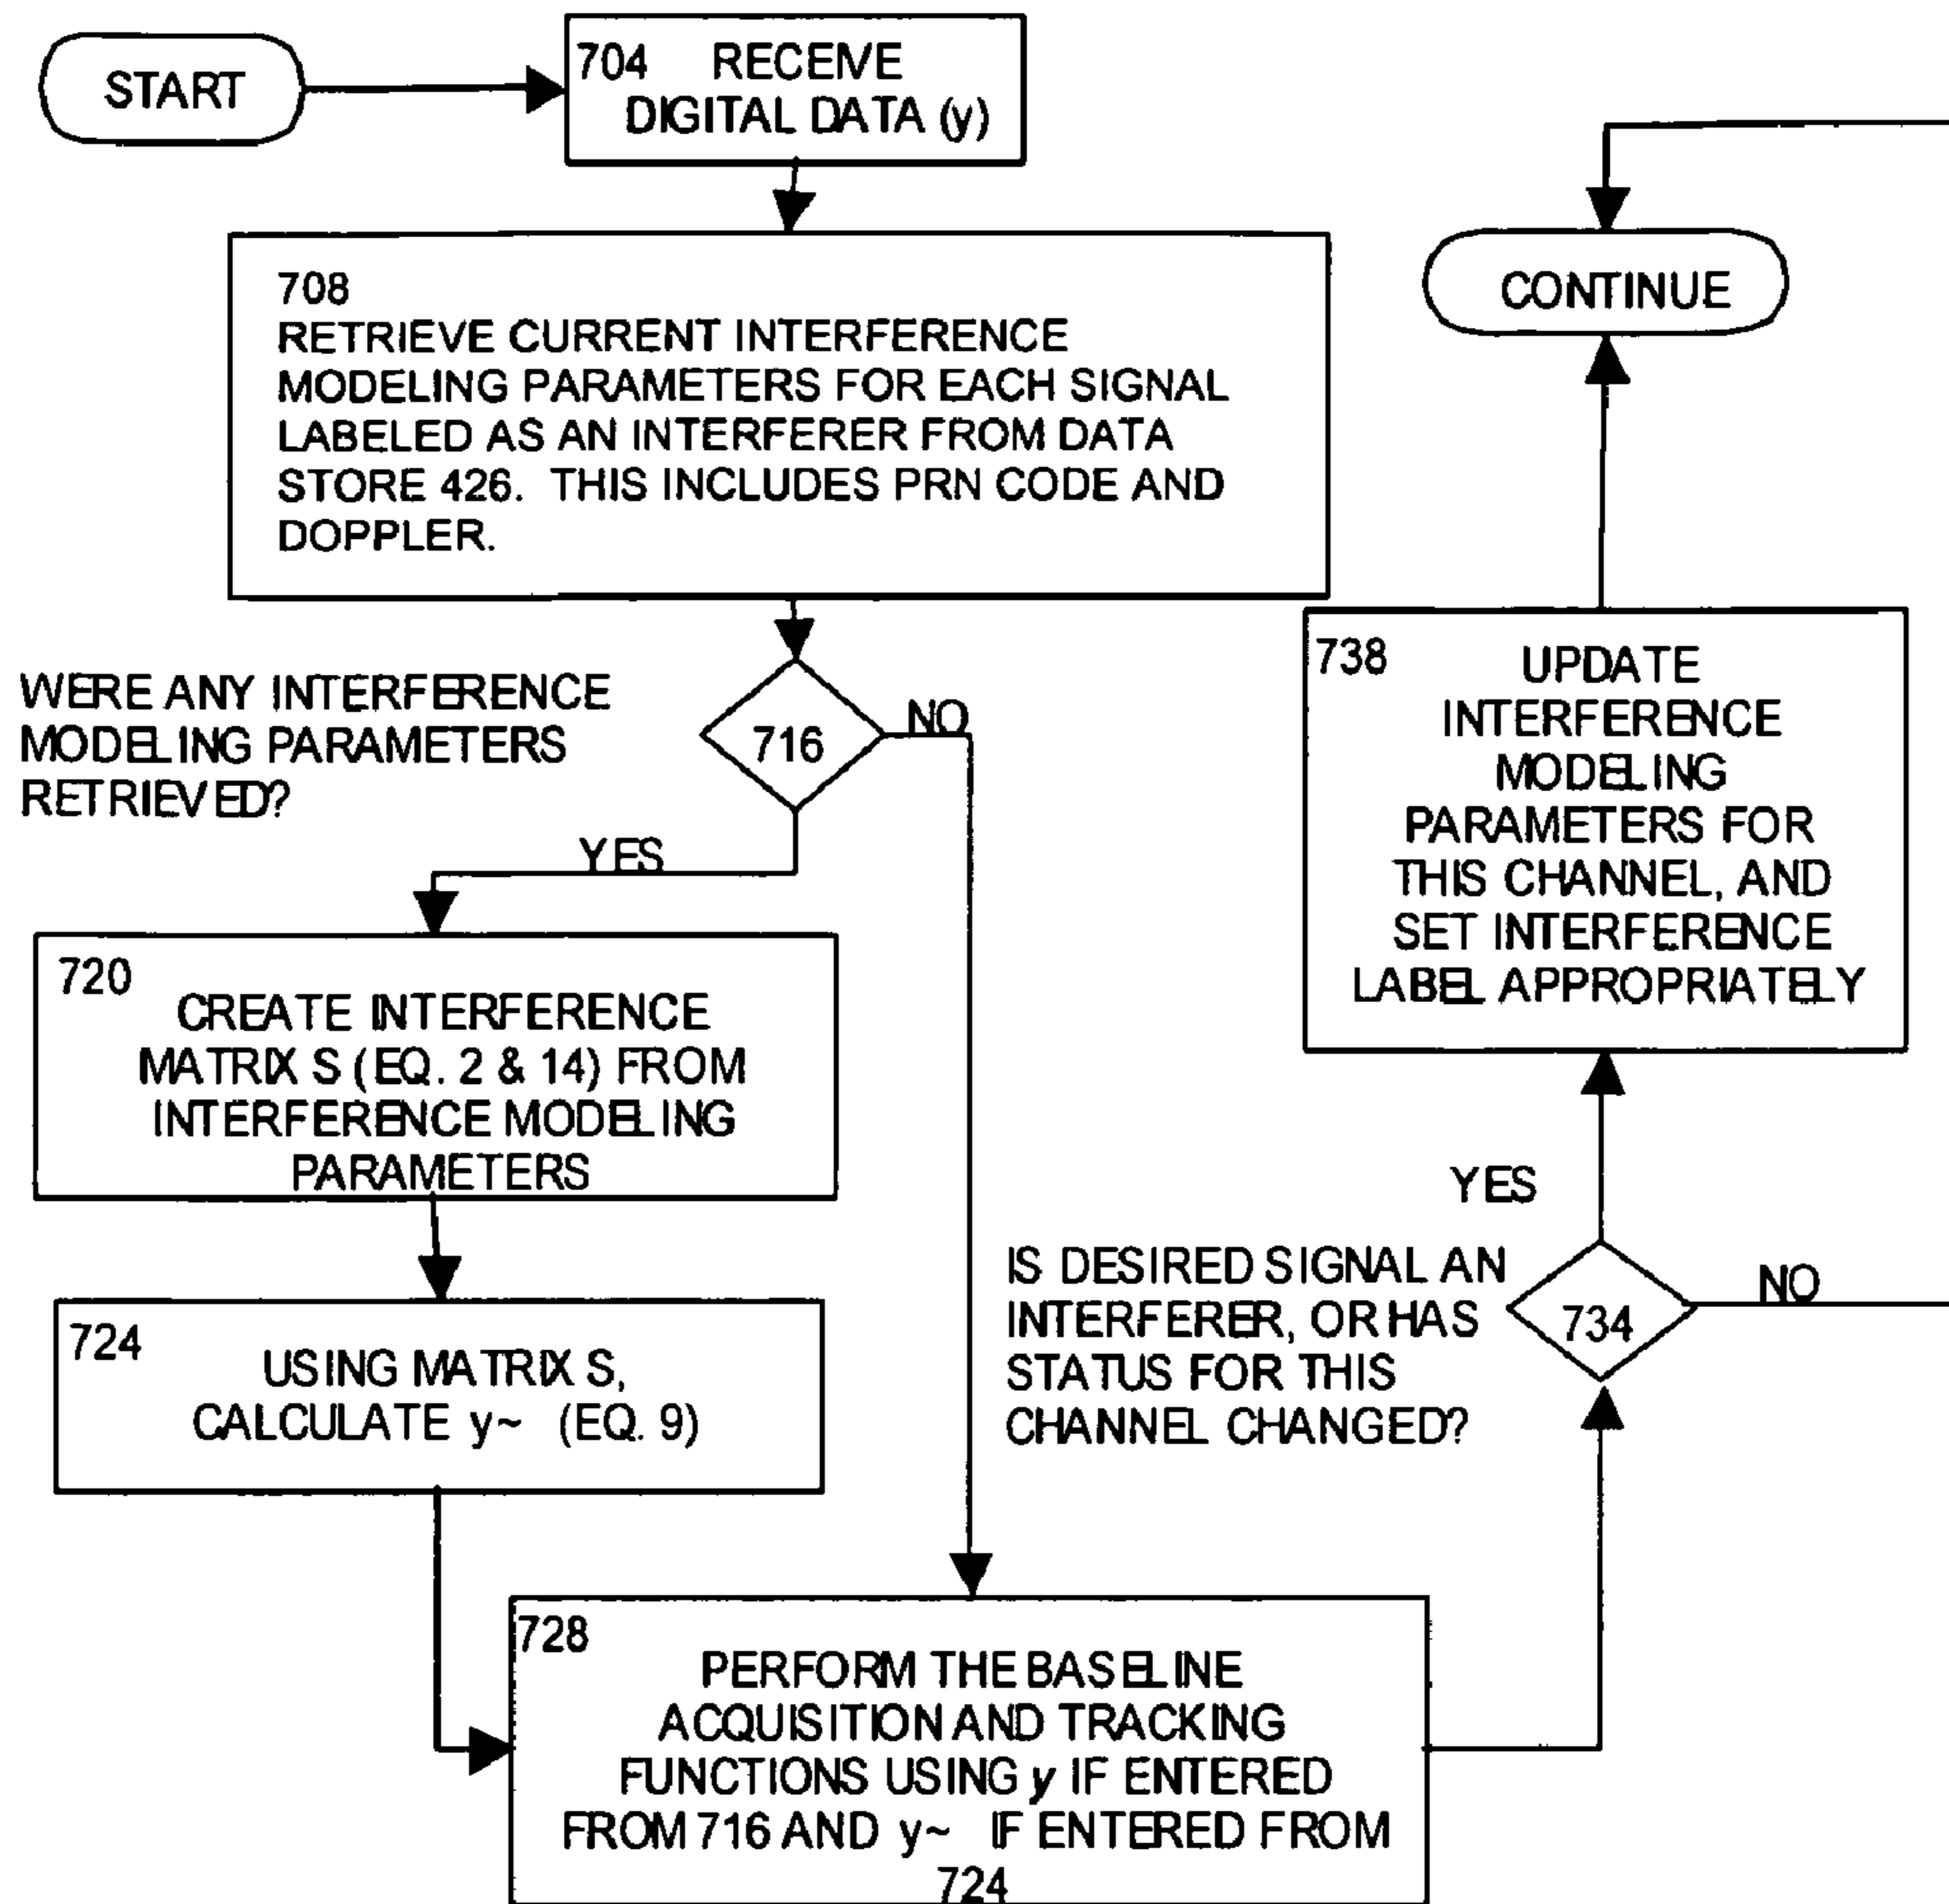 START
704 RECEIVE
DIGITAL DATA (y)
708
RETRIEVE CURRENT INTERFERENCE
MODELING PARAMETERS FOR EACH SIGNAL
LABELED AS AN INTERFERER FROM DATA
STORE 426. THIS INCLUDES PRN CODE AND
DOPPLER.
WERE ANY INTERFERENCE
MODELING PARAMETERS
RETRIEVED?
716
NO
YES
720
CREATE INTERFERENCE
MATRIX S (EQ. 2 & 14) FROM
INTERFERENCE MODELING
PARAMETERS
724
USING MATRIX S,
CALCULATE y~ (EQ. 9)
728
PERFORM THE BASELINE
ACQUISITION AND TRACKING
FUNCTIONS USING y IF ENTERED
FROM 716 AND y~ IF ENTERED FROM
724
IS DESIRED SIGNAL AN
INTERFERER, OR HAS
STATUS FOR THIS
CHANNEL CHANGED?
734
NO
YES
738
UPDATE
INTERFERENCE
MODELING
PARAMETERS FOR
THIS CHANNEL, AND
SET INTERFERENCE
LABEL APPROPRIATELY
CONTINUE